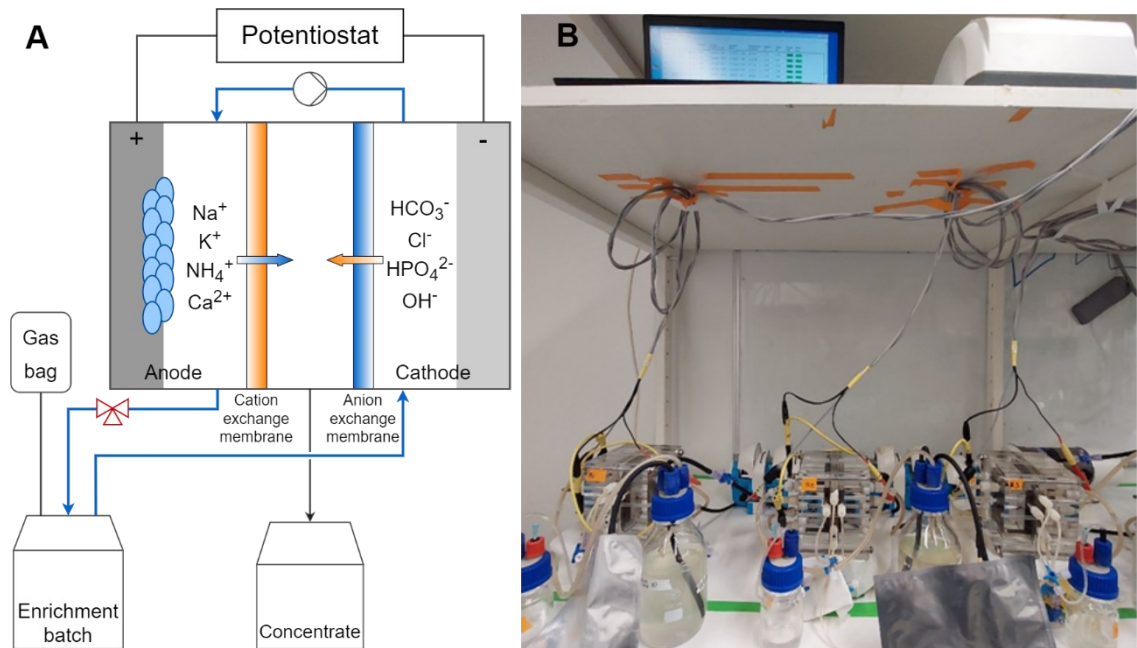 A
Potentiostat
+
-
Na⁺
K⁺
NH₄⁺
Ca²⁺
HCO₃⁻
Cl⁻
HPO₄²⁻
OH⁻
Gas
bag
Anode
Cathode
Cation
exchange
membrane
Anion
exchange
membrane
Enrichment
batch
Concentrate
B